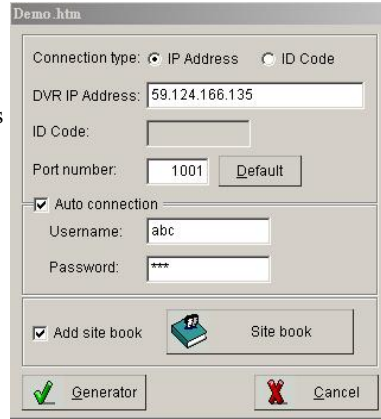 Demo.htm
Connection type: IP Address ID Code
DVR IP Address: 59.124.166.135
ID Code:
Port number: 1001 Default
Auto connection
Username: abc
Password: ***
Add site book Site book
Generator Cancel